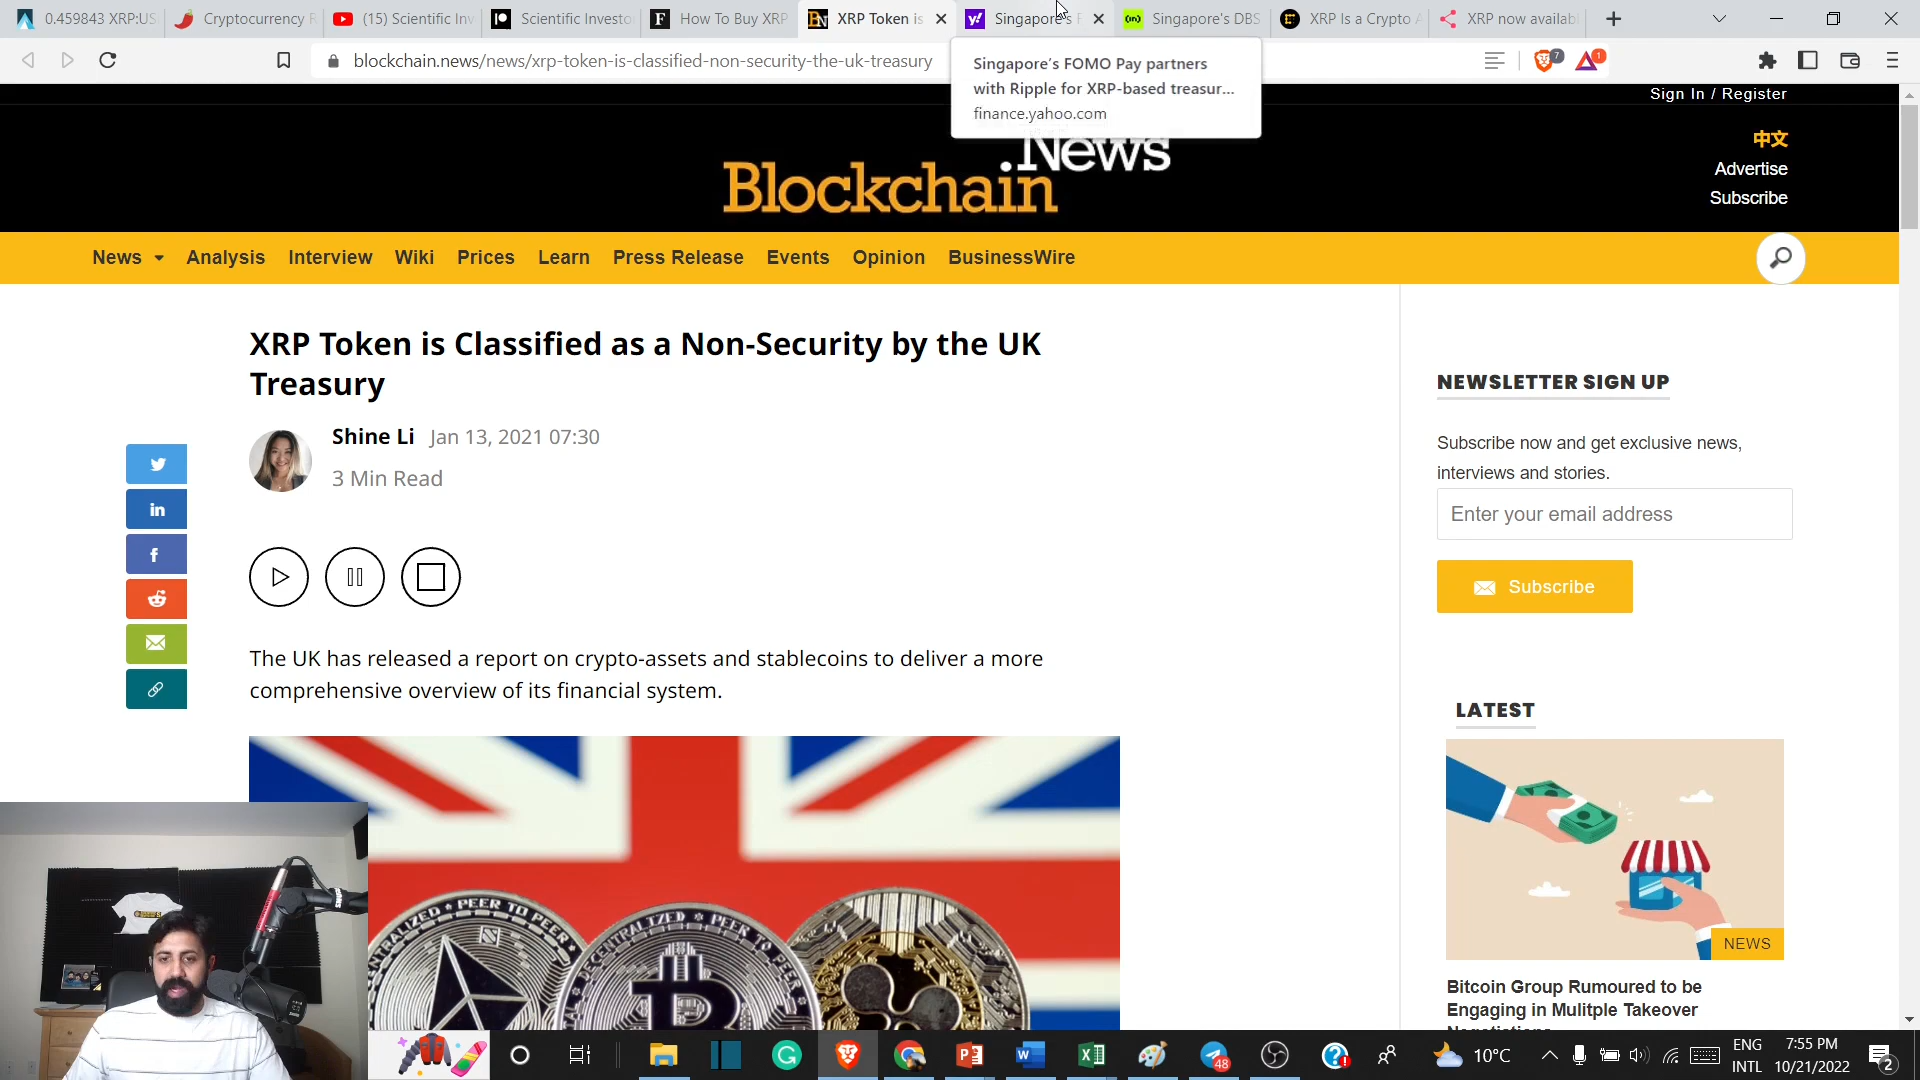 0.459843 XRP:US
Cryptocurrency R
(15) Scientific Inv
Scientific Investo
How To Buy XRP
XRP Token is
Singapore's F
Singapore's DBS
XRP Is a Crypto A
XRP now availabl
blockchain.news/news/xrp-token-is-classified-non-security-the-uk-treasury
7
1
Singapore's FOMO Pay partners
with Ripple for XRP-based treasur...
finance.yahoo.com
Sign In / Register
Blockchain News
中文
Advertise
Subscribe
News
Analysis
Interview
Wiki
Prices
Learn
Press Release
Events
Opinion
BusinessWire
XRP Token is Classified as a Non-Security by the UK
Treasury
Shine Li Jan 13, 2021 07:30
3 Min Read
The UK has released a report on crypto-assets and stablecoins to deliver a more
comprehensive overview of its financial system.
NEWSLETTER SIGN UP
Subscribe now and get exclusive news,
interviews and stories.
Enter your email address
Subscribe
LATEST
NEWS
Bitcoin Group Rumoured to be
Engaging in Mulitple Takeover
PEER TO PEER
DECENTRALIZED
48
10°C
ENG
INTL
7:55 PM
10/21/2022
2